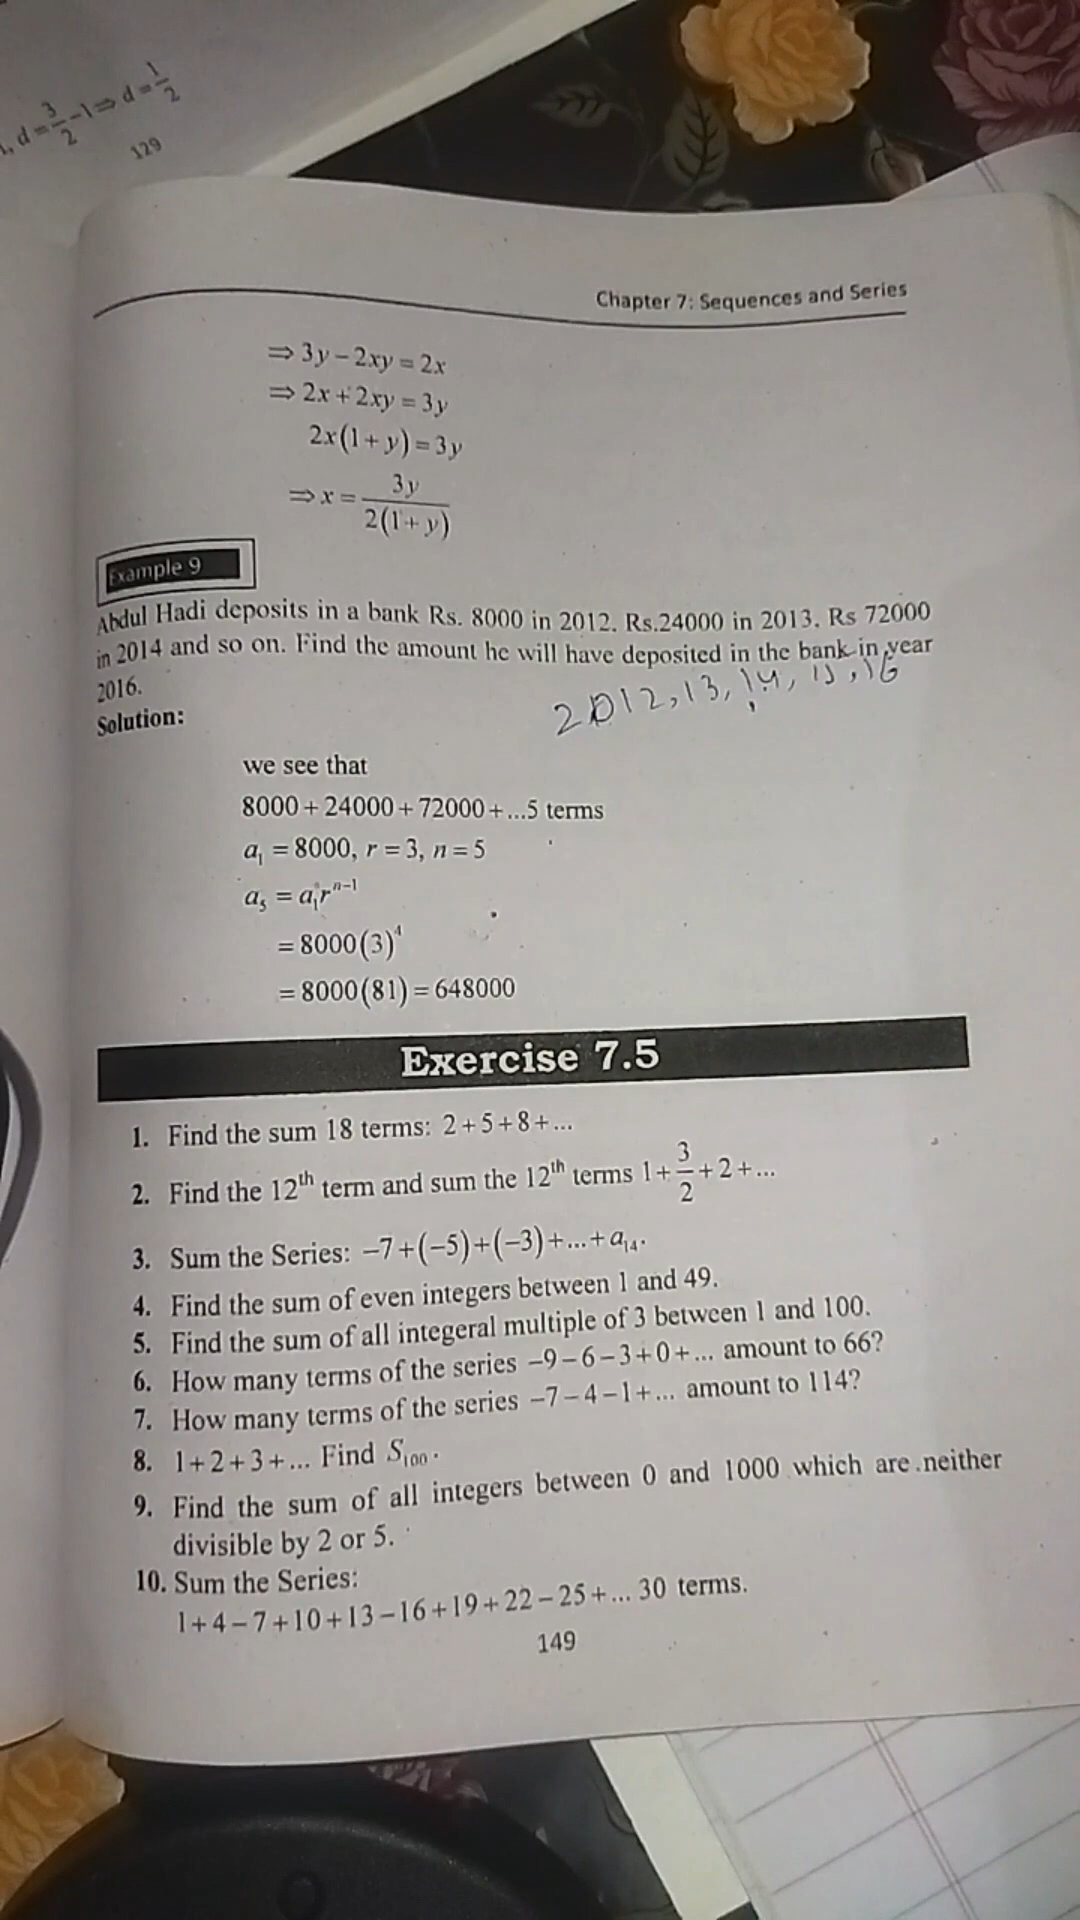 , d = 3/2 − 1 ⇒ d = 1/2
129
Chapter 7: Sequences and Series
⇒ 3y − 2xy = 2x
⇒ 2x + 2xy = 3y
2x(1 + y) = 3y
⇒ x = 3y / 2(1 + y)
Example 9
Abdul Hadi deposits in a bank Rs. 8000 in 2012. Rs.24000 in 2013. Rs 72000
in 2014 and so on. Find the amount he will have deposited in the bank in year
2016.
2012, 13, 14, 15, 16
Solution:
we see that
8000 + 24000 + 72000 + ...5 terms
a₁ = 8000, r = 3, n = 5
a₅ = a₁rⁿ⁻¹
= 8000(3)⁴
= 8000(81) = 648000
Exercise 7.5
1. Find the sum 18 terms: 2 + 5 + 8 + ...
2. Find the 12th term and sum the 12th terms 1 + 3/2 + 2 + ...
3. Sum the Series: −7 + (−5) + (−3) + ... + a₁₄.
4. Find the sum of even integers between 1 and 49.
5. Find the sum of all integeral multiple of 3 between 1 and 100.
6. How many terms of the series −9 − 6 − 3 + 0 + ... amount to 66?
7. How many terms of the series −7 − 4 − 1 + ... amount to 114?
8. 1 + 2 + 3 + ... Find S₁₀₀.
9. Find the sum of all integers between 0 and 1000 which are neither
divisible by 2 or 5.
10. Sum the Series:
1 + 4 − 7 + 10 + 13 − 16 + 19 + 22 − 25 + ... 30 terms.
149